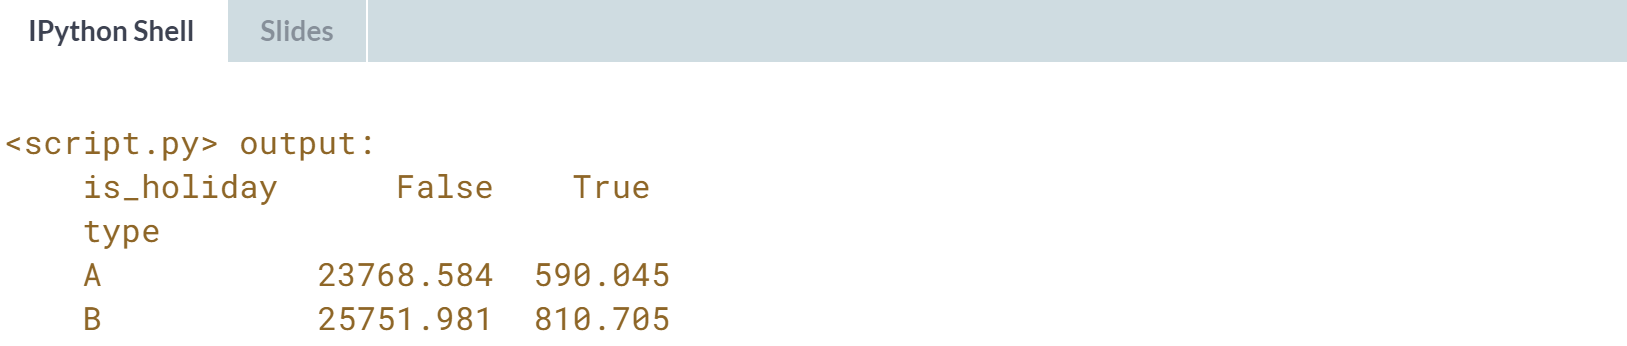 IPython Shell Slides
<script.py> output:
is_holiday False True
type
A 23768.584 590.045
B 25751.981 810.705